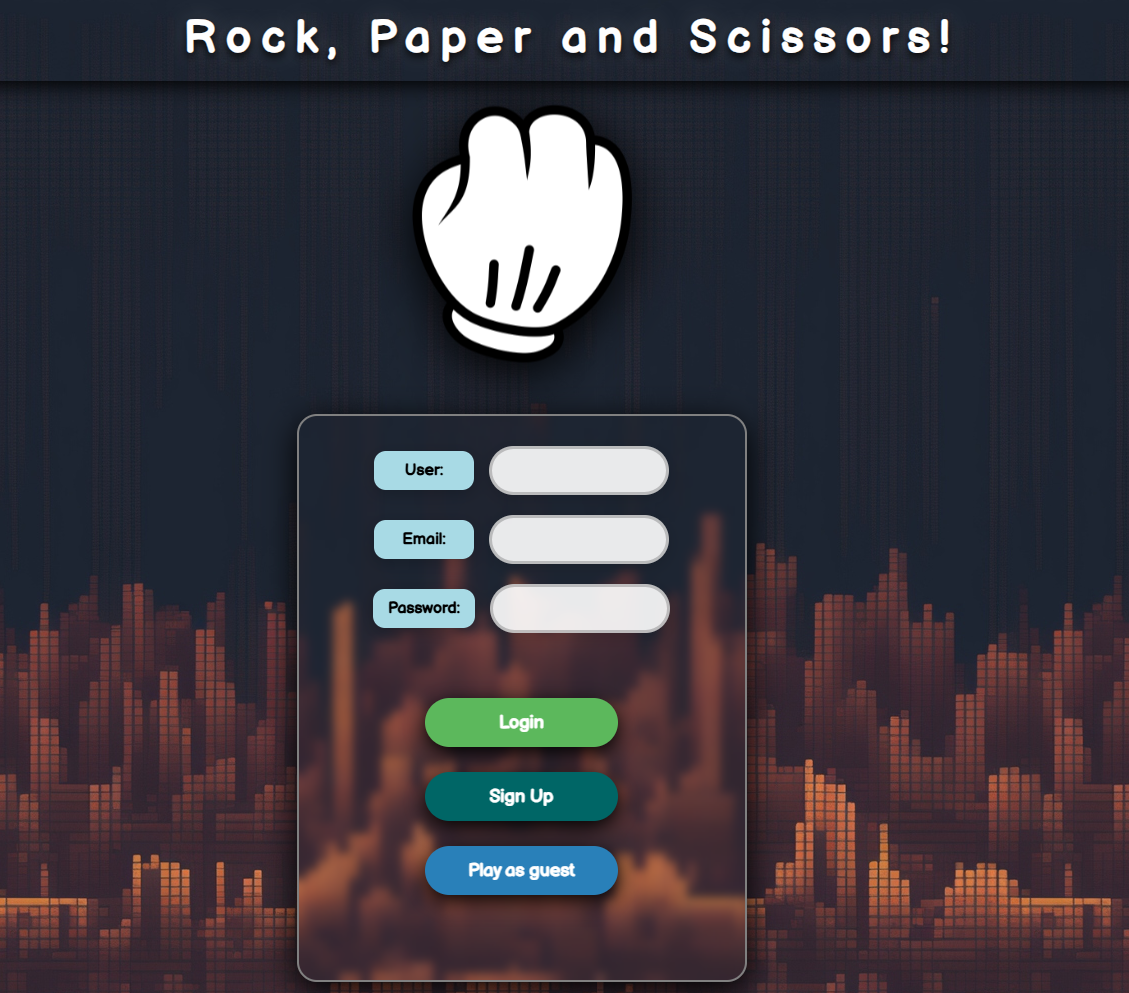 Rock, Paper and Scissors!
User:
Email:
Password:
Login
Sign Up
Play as guest